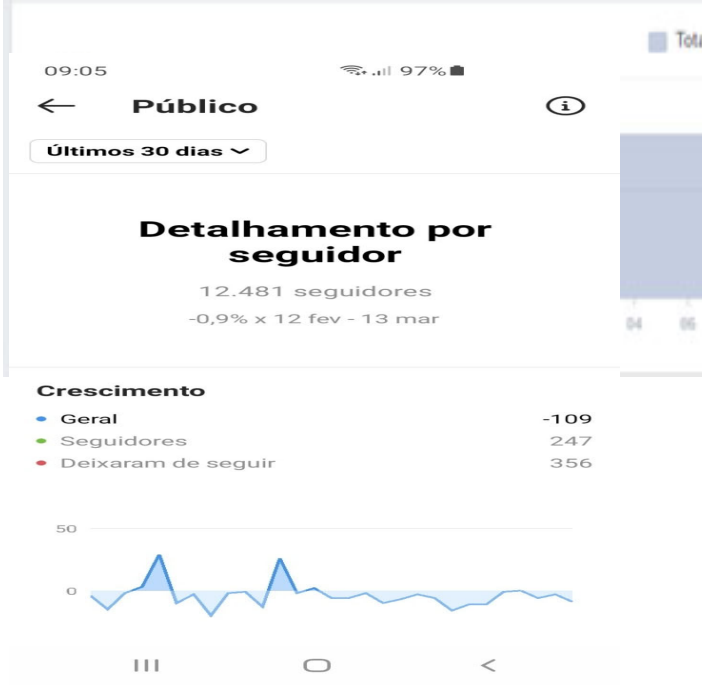 09:05
97%
Público
Últimos 30 dias
Detalhamento por
seguidor
12.481 seguidores
-0,9% x 12 fev - 13 mar
Crescimento
Geral -109
Seguidores 247
Deixaram de seguir 356
50
0
04 06